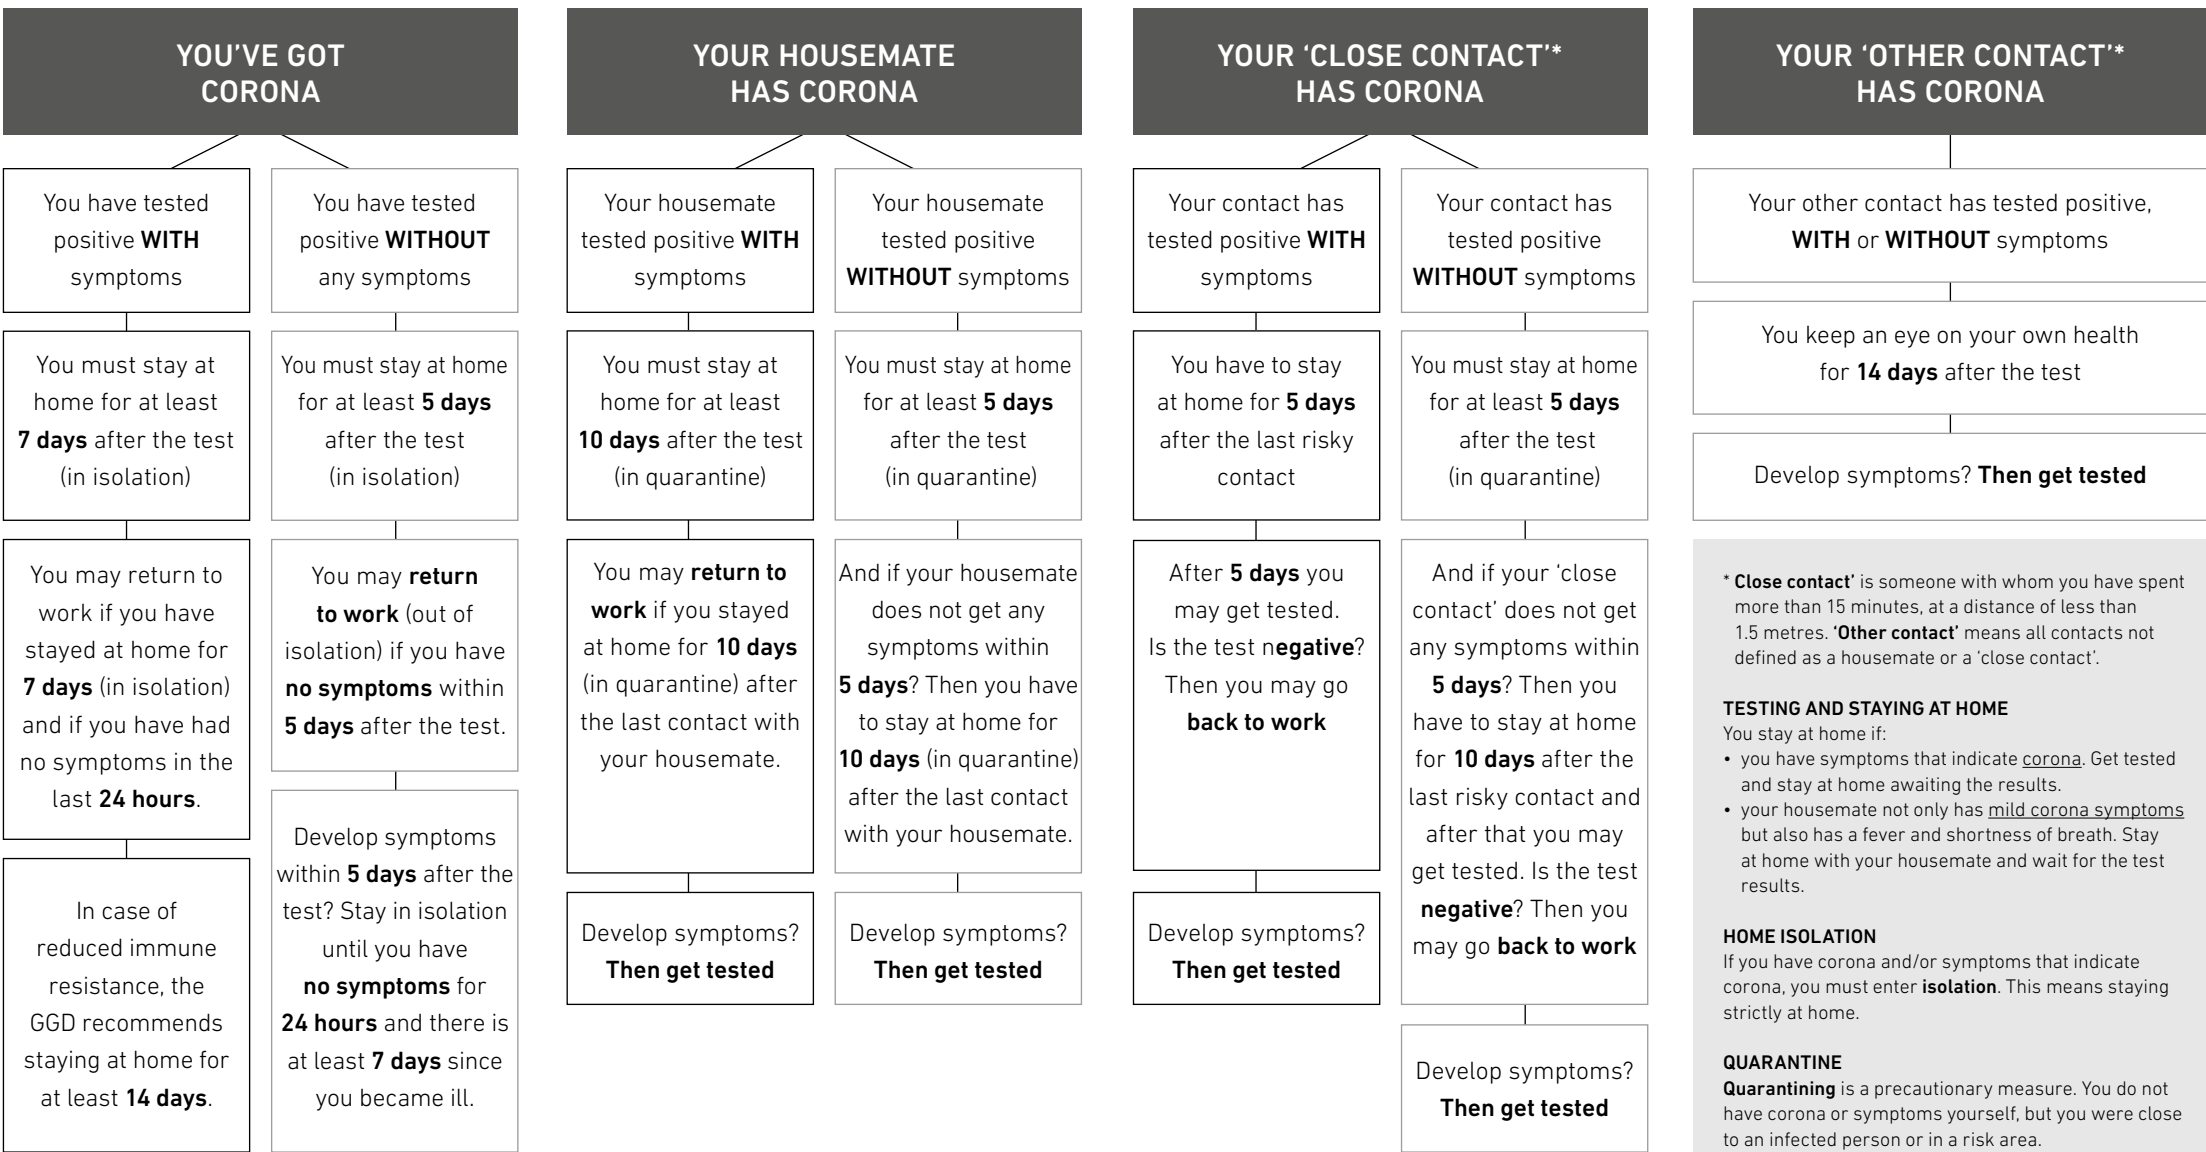 YOU'VE GOT
CORONA
You have tested
positive WITH
symptoms
You must stay at
home for at least
7 days after the test
(in isolation)
You may return to
work if you have
stayed at home for
7 days (in isolation)
and if you have had
no symptoms in the
last 24 hours.
In case of
reduced immune
resistance, the
GGD recommends
staying at home for
at least 14 days.
You have tested
positive WITHOUT
any symptoms
You must stay at home
for at least 5 days
after the test
(in isolation)
You may return
to work (out of
isolation) if you have
no symptoms within
5 days after the test.
Develop symptoms
within 5 days after the
test? Stay in isolation
until you have
no symptoms for
24 hours and there is
at least 7 days since
you became ill.
YOUR HOUSEMATE
HAS CORONA
Your housemate
tested positive WITH
symptoms
You must stay at
home for at least
10 days after the test
(in quarantine)
You may return to
work if you stayed
at home for 10 days
(in quarantine) after
the last contact with
your housemate.
Develop symptoms?
Then get tested
Your housemate
tested positive
WITHOUT symptoms
You must stay at home
for at least 5 days
after the test
(in quarantine)
And if your housemate
does not get any
symptoms within
5 days? Then you have
to stay at home for
10 days (in quarantine)
after the last contact
with your housemate.
Develop symptoms?
Then get tested
YOUR ‘CLOSE CONTACT’*
HAS CORONA
Your contact has
tested positive WITH
symptoms
You have to stay
at home for 5 days
after the last risky
contact
After 5 days you
may get tested.
Is the test negative?
Then you may go
back to work
Develop symptoms?
Then get tested
Your contact has
tested positive
WITHOUT symptoms
You must stay at home
for at least 5 days
after the test
(in quarantine)
And if your ‘close
contact’ does not get
any symptoms within
5 days? Then you
have to stay at home
for 10 days after the
last risky contact and
after that you may
get tested. Is the test
negative? Then you
may go back to work
Develop symptoms?
Then get tested
YOUR ‘OTHER CONTACT’*
HAS CORONA
Your other contact has tested positive,
WITH or WITHOUT symptoms
You keep an eye on your own health
for 14 days after the test
Develop symptoms? Then get tested
* Close contact’ is someone with whom you have spent
more than 15 minutes, at a distance of less than
1.5 metres. ‘Other contact’ means all contacts not
defined as a housemate or a ‘close contact’.
TESTING AND STAYING AT HOME
You stay at home if:
• you have symptoms that indicate corona. Get tested
and stay at home awaiting the results.
• your housemate not only has mild corona symptoms
but also has a fever and shortness of breath. Stay
at home with your housemate and wait for the test
results.
HOME ISOLATION
If you have corona and/or symptoms that indicate
corona, you must enter isolation. This means staying
strictly at home.
QUARANTINE
Quarantining is a precautionary measure. You do not
have corona or symptoms yourself, but you were close
to an infected person or in a risk area.